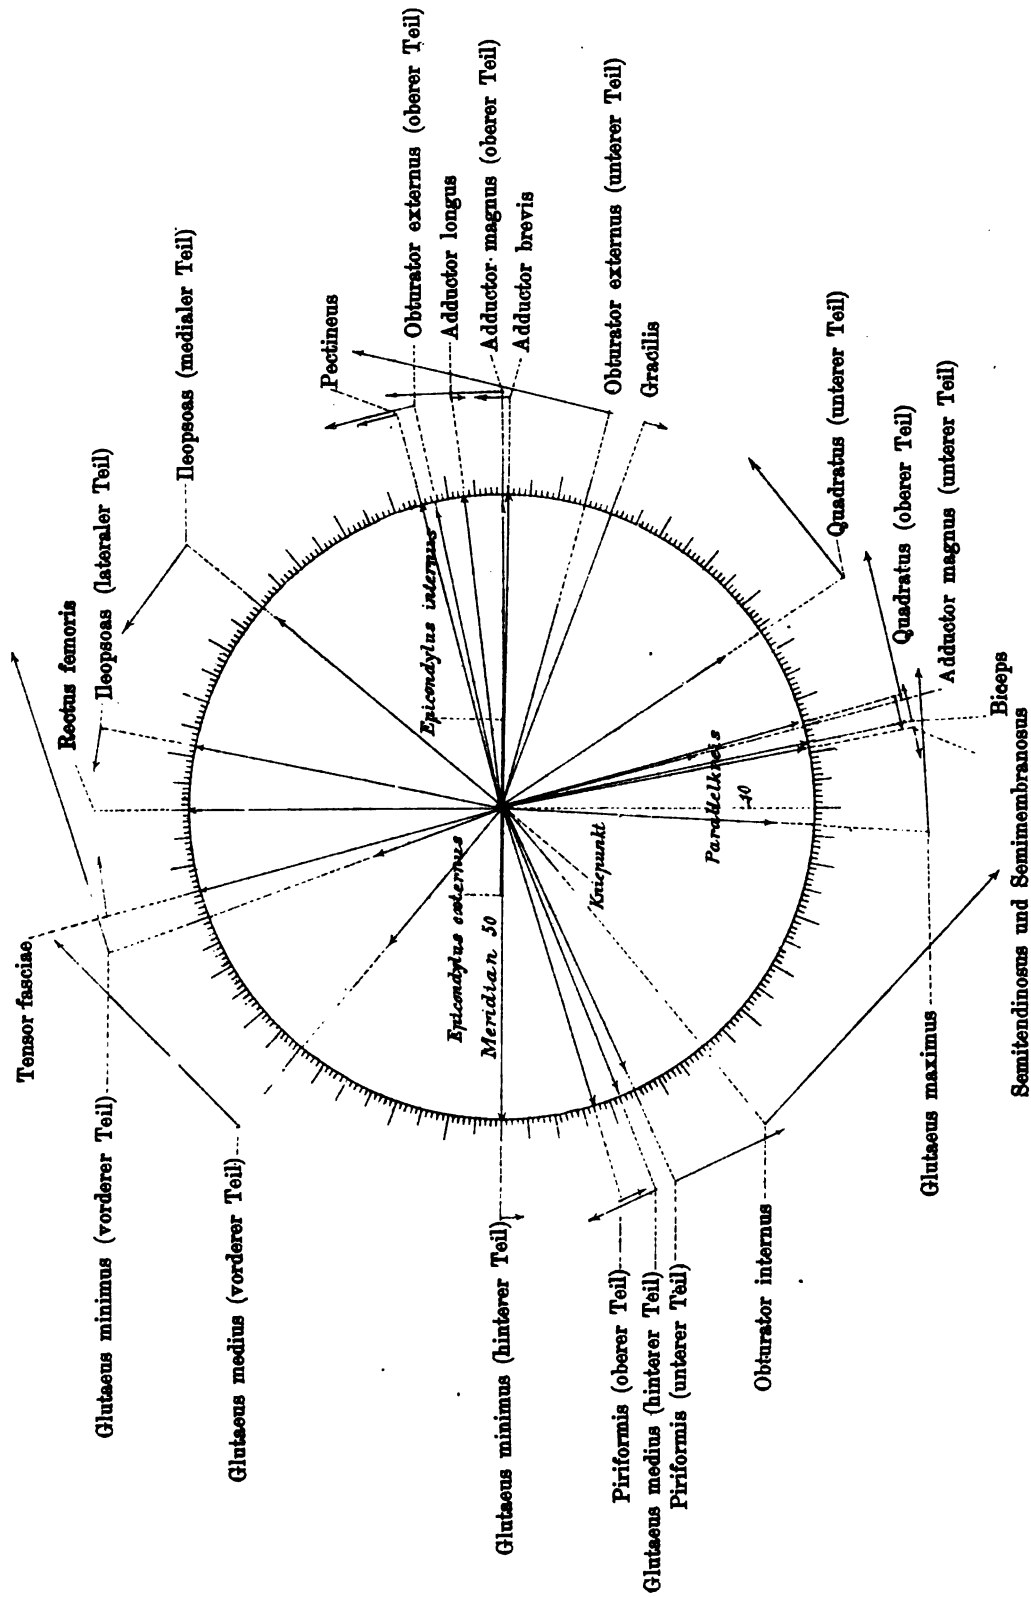 Tensor fasciae
Glutaeus minimus (vorderer Teil)
Glutaeus medius (vorderer Teil)
Rectus femoris
Ileopsoas (lateraler Teil)
Ileopsoas (medialer Teil)
Pectineus
Obturator externus (oberer Teil)
Adductor longus
Adductor magnus (oberer Teil)
Adductor brevis
Obturator externus (unterer Teil)
Gracilis
Epicondylus internus
Epicondylus externus
Meridian 50
Kniepunkt
Parallelkreis
40
Glutaeus minimus (hinterer Teil)
Piriformis (oberer Teil)
Glutaeus medius (hinterer Teil)
Piriformis (unterer Teil)
Obturator internus
Quadratus (unterer Teil)
Quadratus (oberer Teil)
Adductor magnus (unterer Teil)
Glutaeus maximus
Biceps
Semitendinosus und Semimembranosus